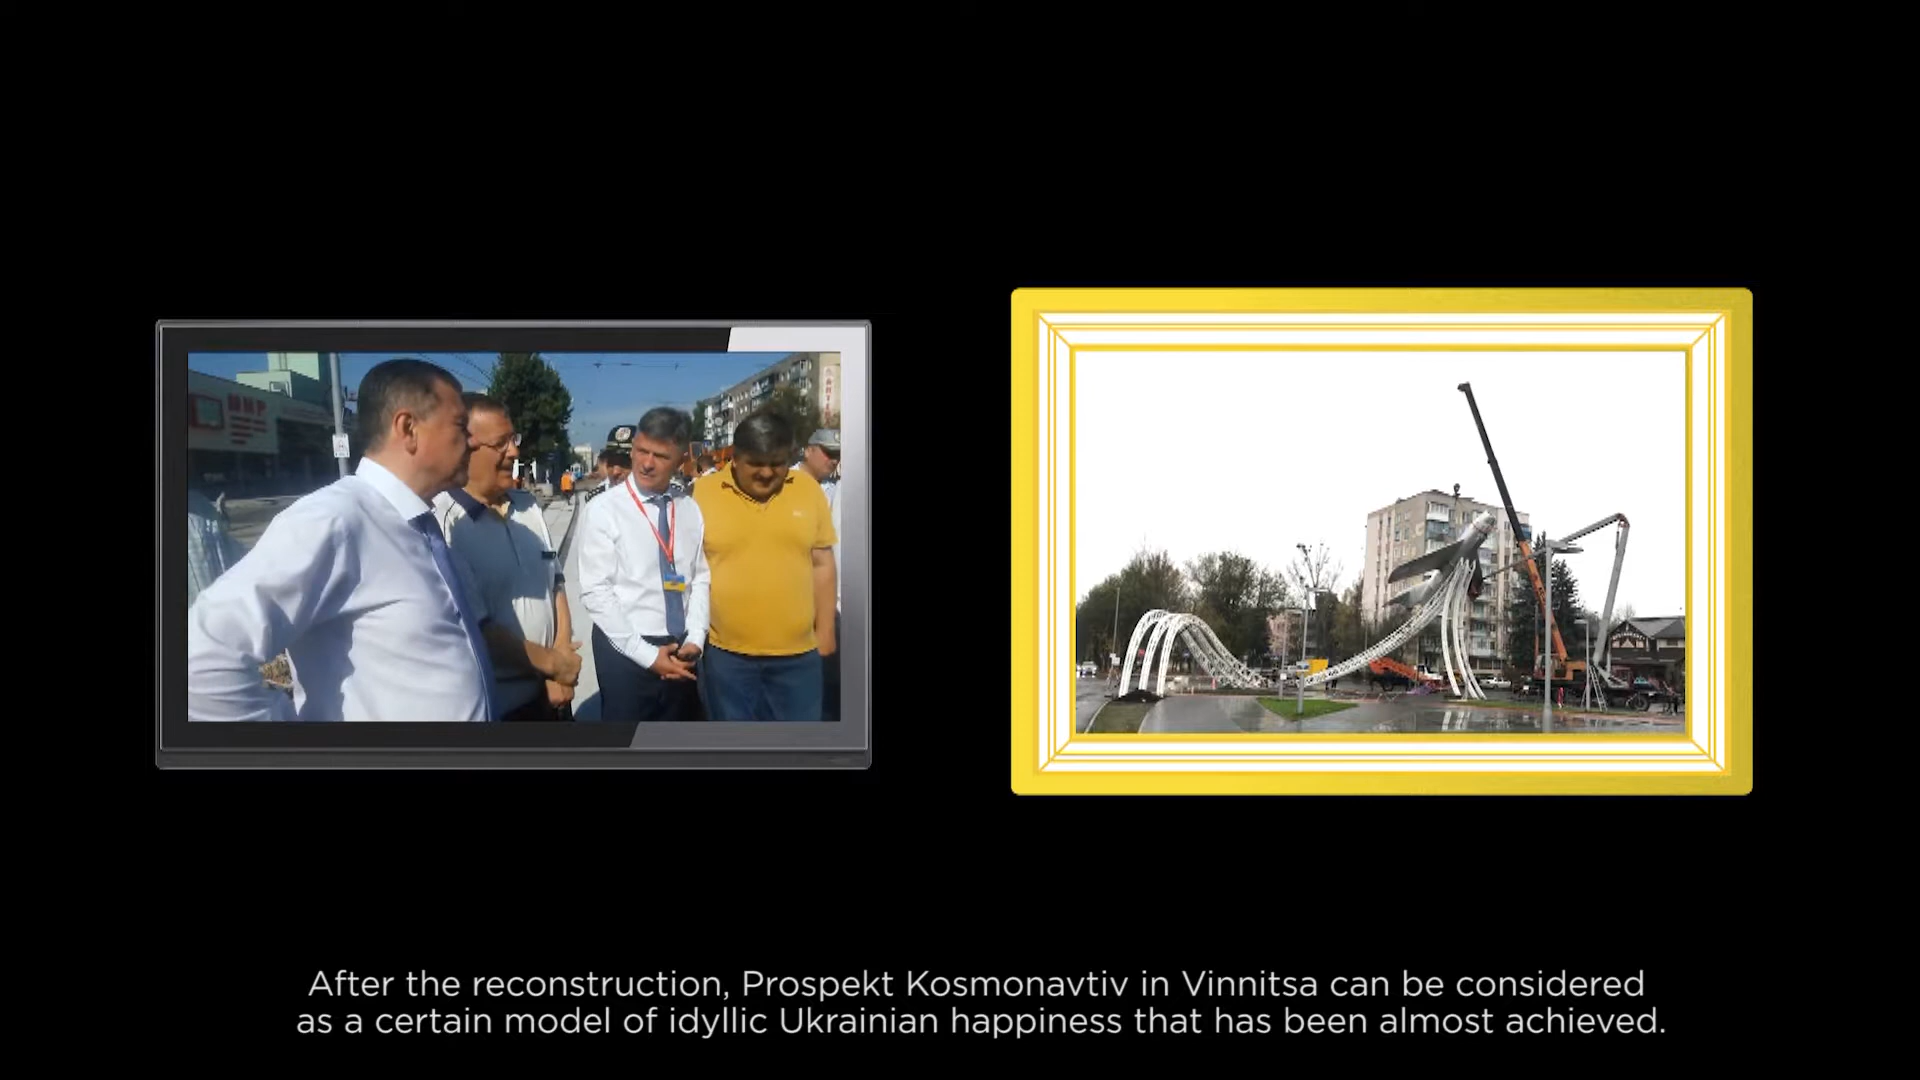 МИР
After the reconstruction, Prospekt Kosmonavtiv in Vinnitsa can be considered
as a certain model of idyllic Ukrainian happiness that has been almost achieved.